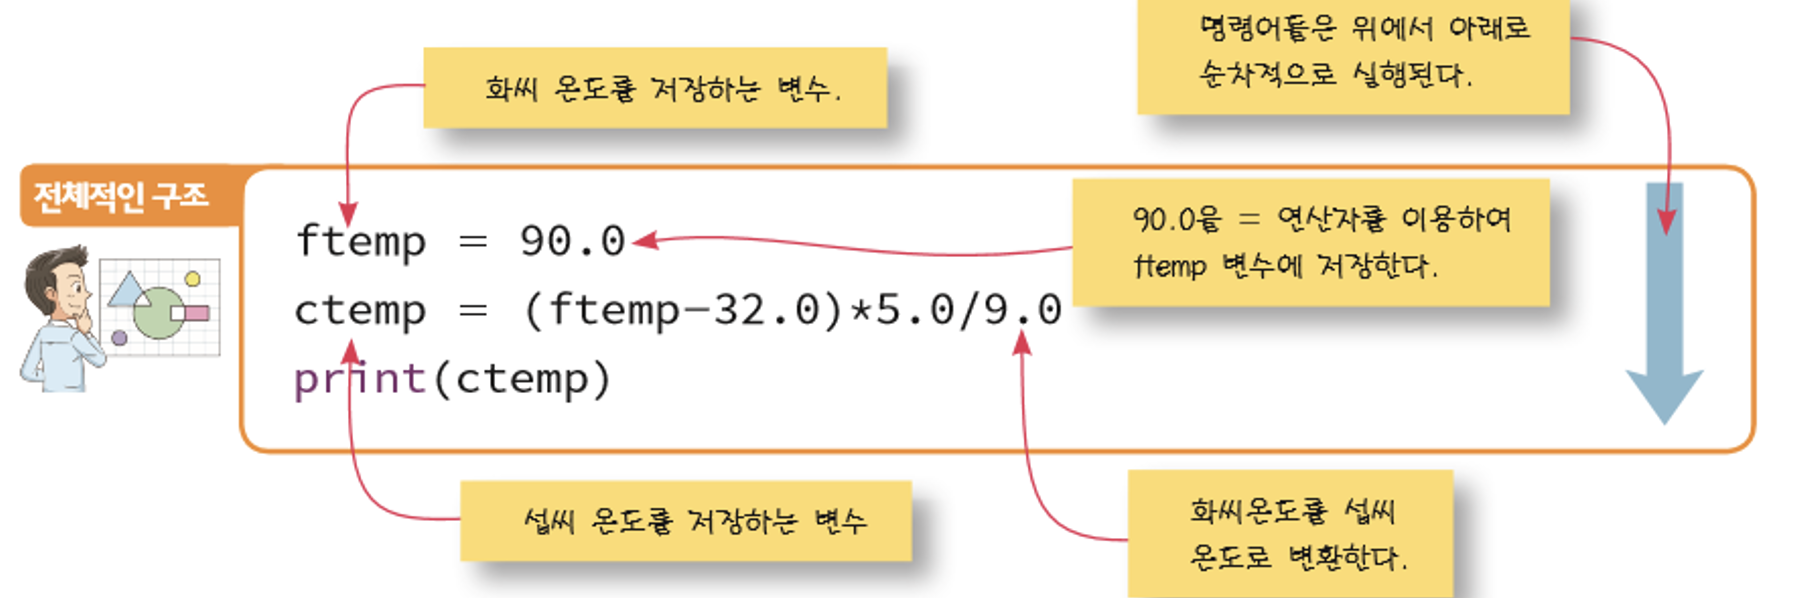 명령어들은 위에서 아래로
순차적으로 실행된다.
화씨 온도를 저장하는 변수.
전체적인 구조
90.0을 = 연산자를 이용하여
ftemp 변수에 저장한다.
ftemp = 90.0
ctemp = (ftemp-32.0)*5.0/9.0
print(ctemp)
섭씨 온도를 저장하는 변수
화씨온도를 섭씨
온도로 변환한다.